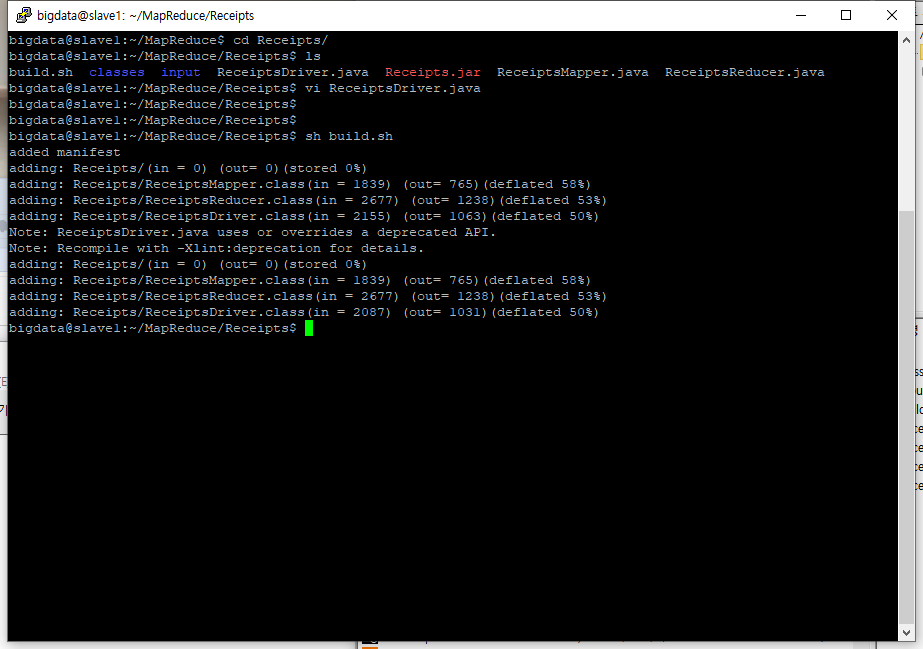 bigdata@slave1: ~/MapReduce/Receipts
bigdata@slave1:~/MapReduce$ cd Receipts/
bigdata@slave1:~/MapReduce/Receipts$ ls
build.sh  classes  input  ReceiptsDriver.java  Receipts.jar  ReceiptsMapper.java  ReceiptsReducer.java
bigdata@slave1:~/MapReduce/Receipts$ vi ReceiptsDriver.java
bigdata@slave1:~/MapReduce/Receipts$
bigdata@slave1:~/MapReduce/Receipts$
bigdata@slave1:~/MapReduce/Receipts$ sh build.sh
added manifest
adding: Receipts/(in = 0) (out= 0)(stored 0%)
adding: Receipts/ReceiptsMapper.class(in = 1839) (out= 765)(deflated 58%)
adding: Receipts/ReceiptsReducer.class(in = 2677) (out= 1238)(deflated 53%)
adding: Receipts/ReceiptsDriver.class(in = 2155) (out= 1063)(deflated 50%)
Note: ReceiptsDriver.java uses or overrides a deprecated API.
Note: Recompile with -Xlint:deprecation for details.
adding: Receipts/(in = 0) (out= 0)(stored 0%)
adding: Receipts/ReceiptsMapper.class(in = 1839) (out= 765)(deflated 58%)
adding: Receipts/ReceiptsReducer.class(in = 2677) (out= 1238)(deflated 53%)
adding: Receipts/ReceiptsDriver.class(in = 2087) (out= 1031)(deflated 50%)
bigdata@slave1:~/MapReduce/Receipts$